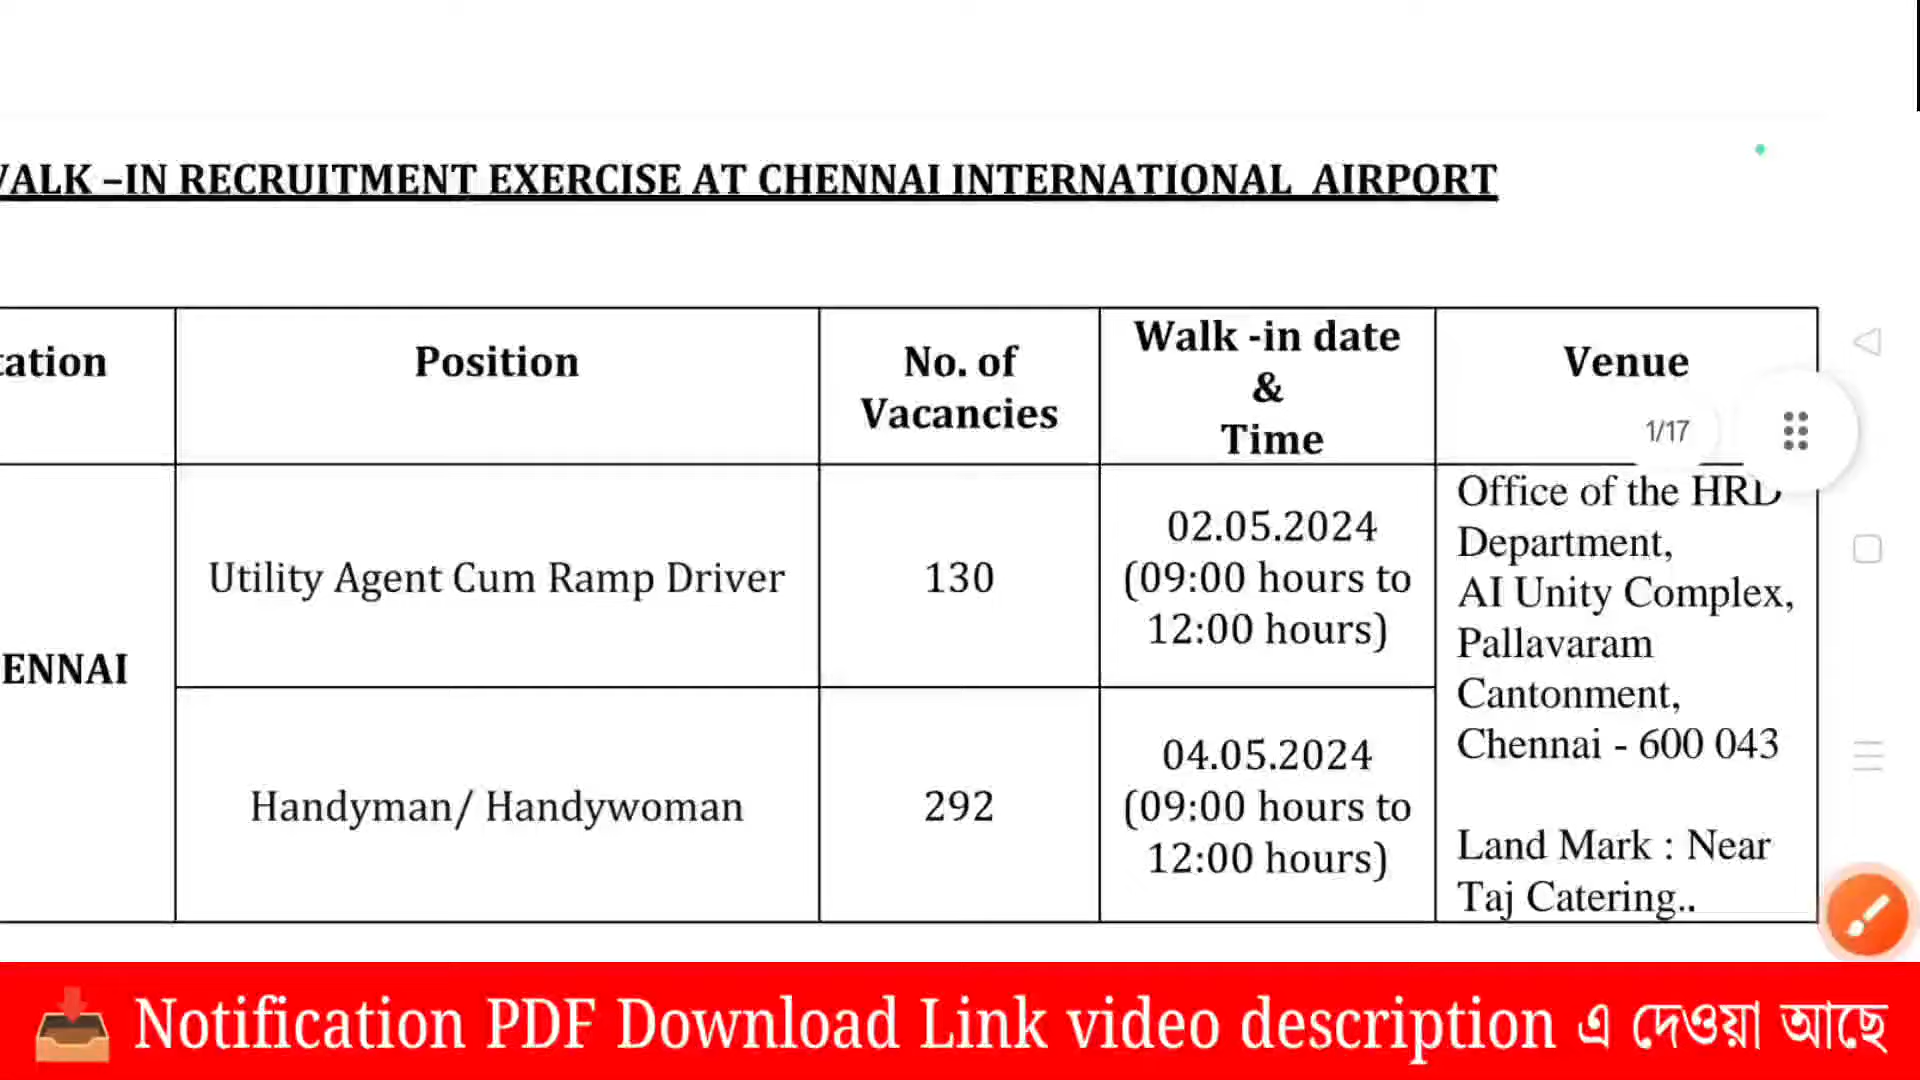 WALK –IN RECRUITMENT EXERCISE AT CHENNAI INTERNATIONAL AIRPORT
tation
Position
No. of
Vacancies
Walk -in date
&
Time
Venue
1/17
ENNAI
Utility Agent Cum Ramp Driver
130
02.05.2024
(09:00 hours to
12:00 hours)
Office of the HRD
Department,
AI Unity Complex,
Pallavaram
Cantonment,
Chennai - 600 043
Land Mark : Near
Taj Catering..
Handyman/ Handywoman
292
04.05.2024
(09:00 hours to
12:00 hours)
Notification PDF Download Link video description এ দেওয়া আছে